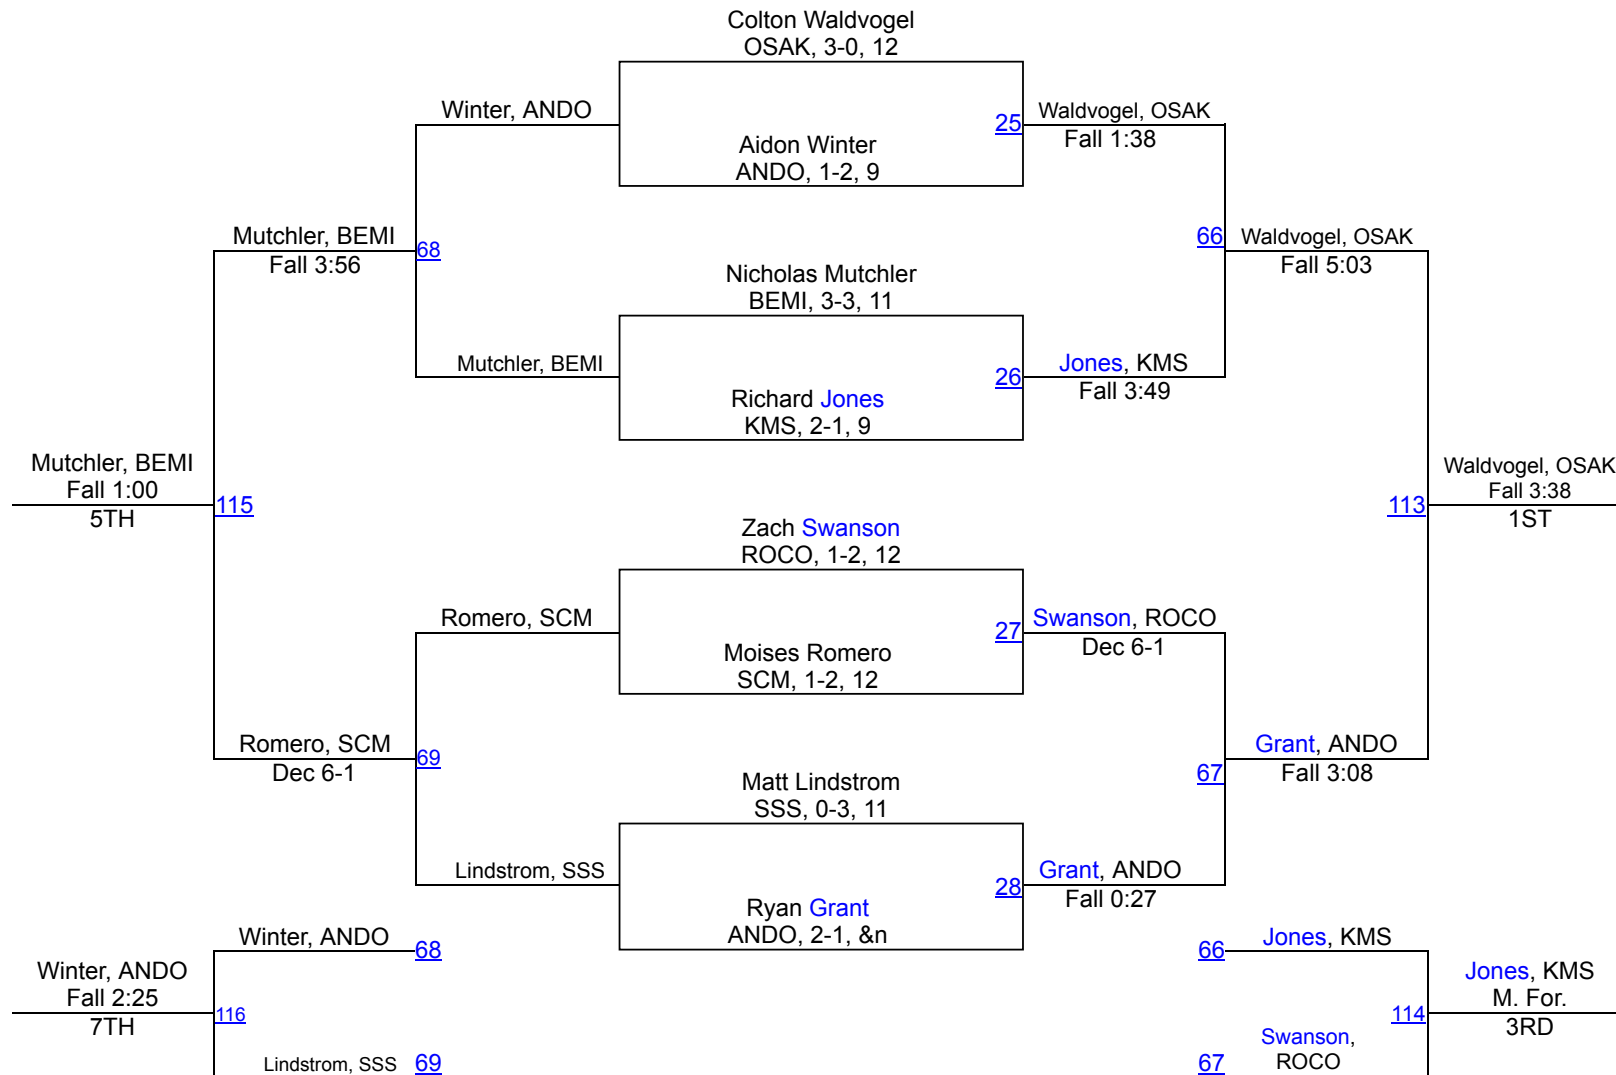 Colton Waldvogel
OSAK, 3-0, 12
Winter, ANDO
25
Waldvogel, OSAK
Fall 1:38
Aidon Winter
ANDO, 1-2, 9
Mutchler, BEMI
Fall 3:56
68
66
Waldvogel, OSAK
Fall 5:03
Nicholas Mutchler
BEMI, 3-3, 11
Mutchler, BEMI
26
Jones, KMS
Fall 3:49
Richard Jones
KMS, 2-1, 9
Mutchler, BEMI
Fall 1:00
5TH
115
113
Waldvogel, OSAK
Fall 3:38
1ST
Zach Swanson
ROCO, 1-2, 12
Romero, SCM
27
Swanson, ROCO
Dec 6-1
Moises Romero
SCM, 1-2, 12
Romero, SCM
Dec 6-1
69
67
Grant, ANDO
Fall 3:08
Matt Lindstrom
SSS, 0-3, 11
Lindstrom, SSS
28
Grant, ANDO
Fall 0:27
Ryan Grant
ANDO, 2-1, &n
Winter, ANDO
68
66
Jones, KMS
Winter, ANDO
Fall 2:25
7TH
116
114
Jones, KMS
M. For.
3RD
Lindstrom, SSS
69
67
Swanson,
ROCO